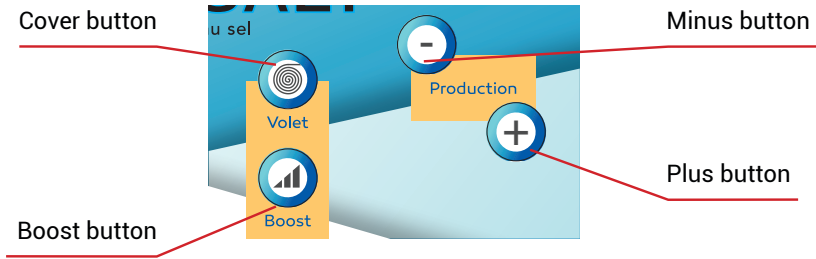 Cover button
Minus button
u sel
-
Production
Volet
+
Plus button
Boost
Boost button